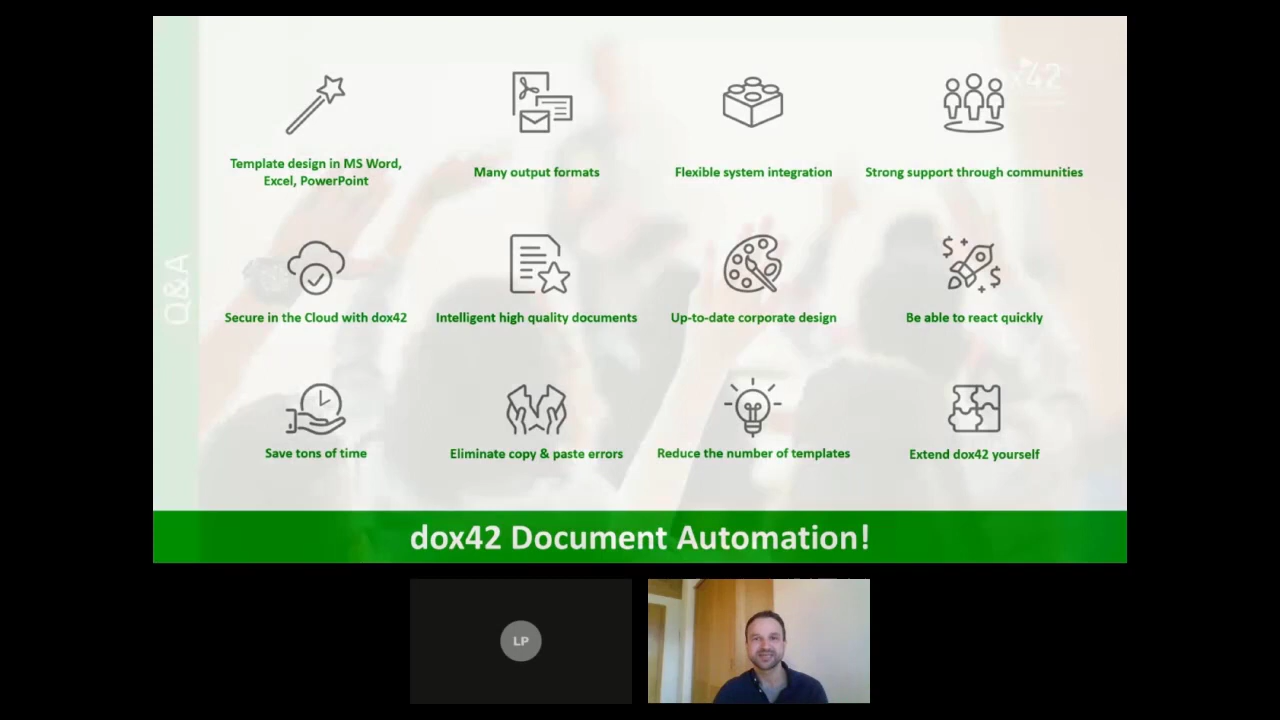 x42
Template design in MS Word,
Excel, PowerPoint
Many output formats
Flexible system integration
Strong support through communities
Q&A
Secure in the Cloud with dox42
Intelligent high quality documents
Up-to-date corporate design
Be able to react quickly
Save tons of time
Eliminate copy & paste errors
Reduce the number of templates
Extend dox42 yourself
dox42 Document Automation!
LP